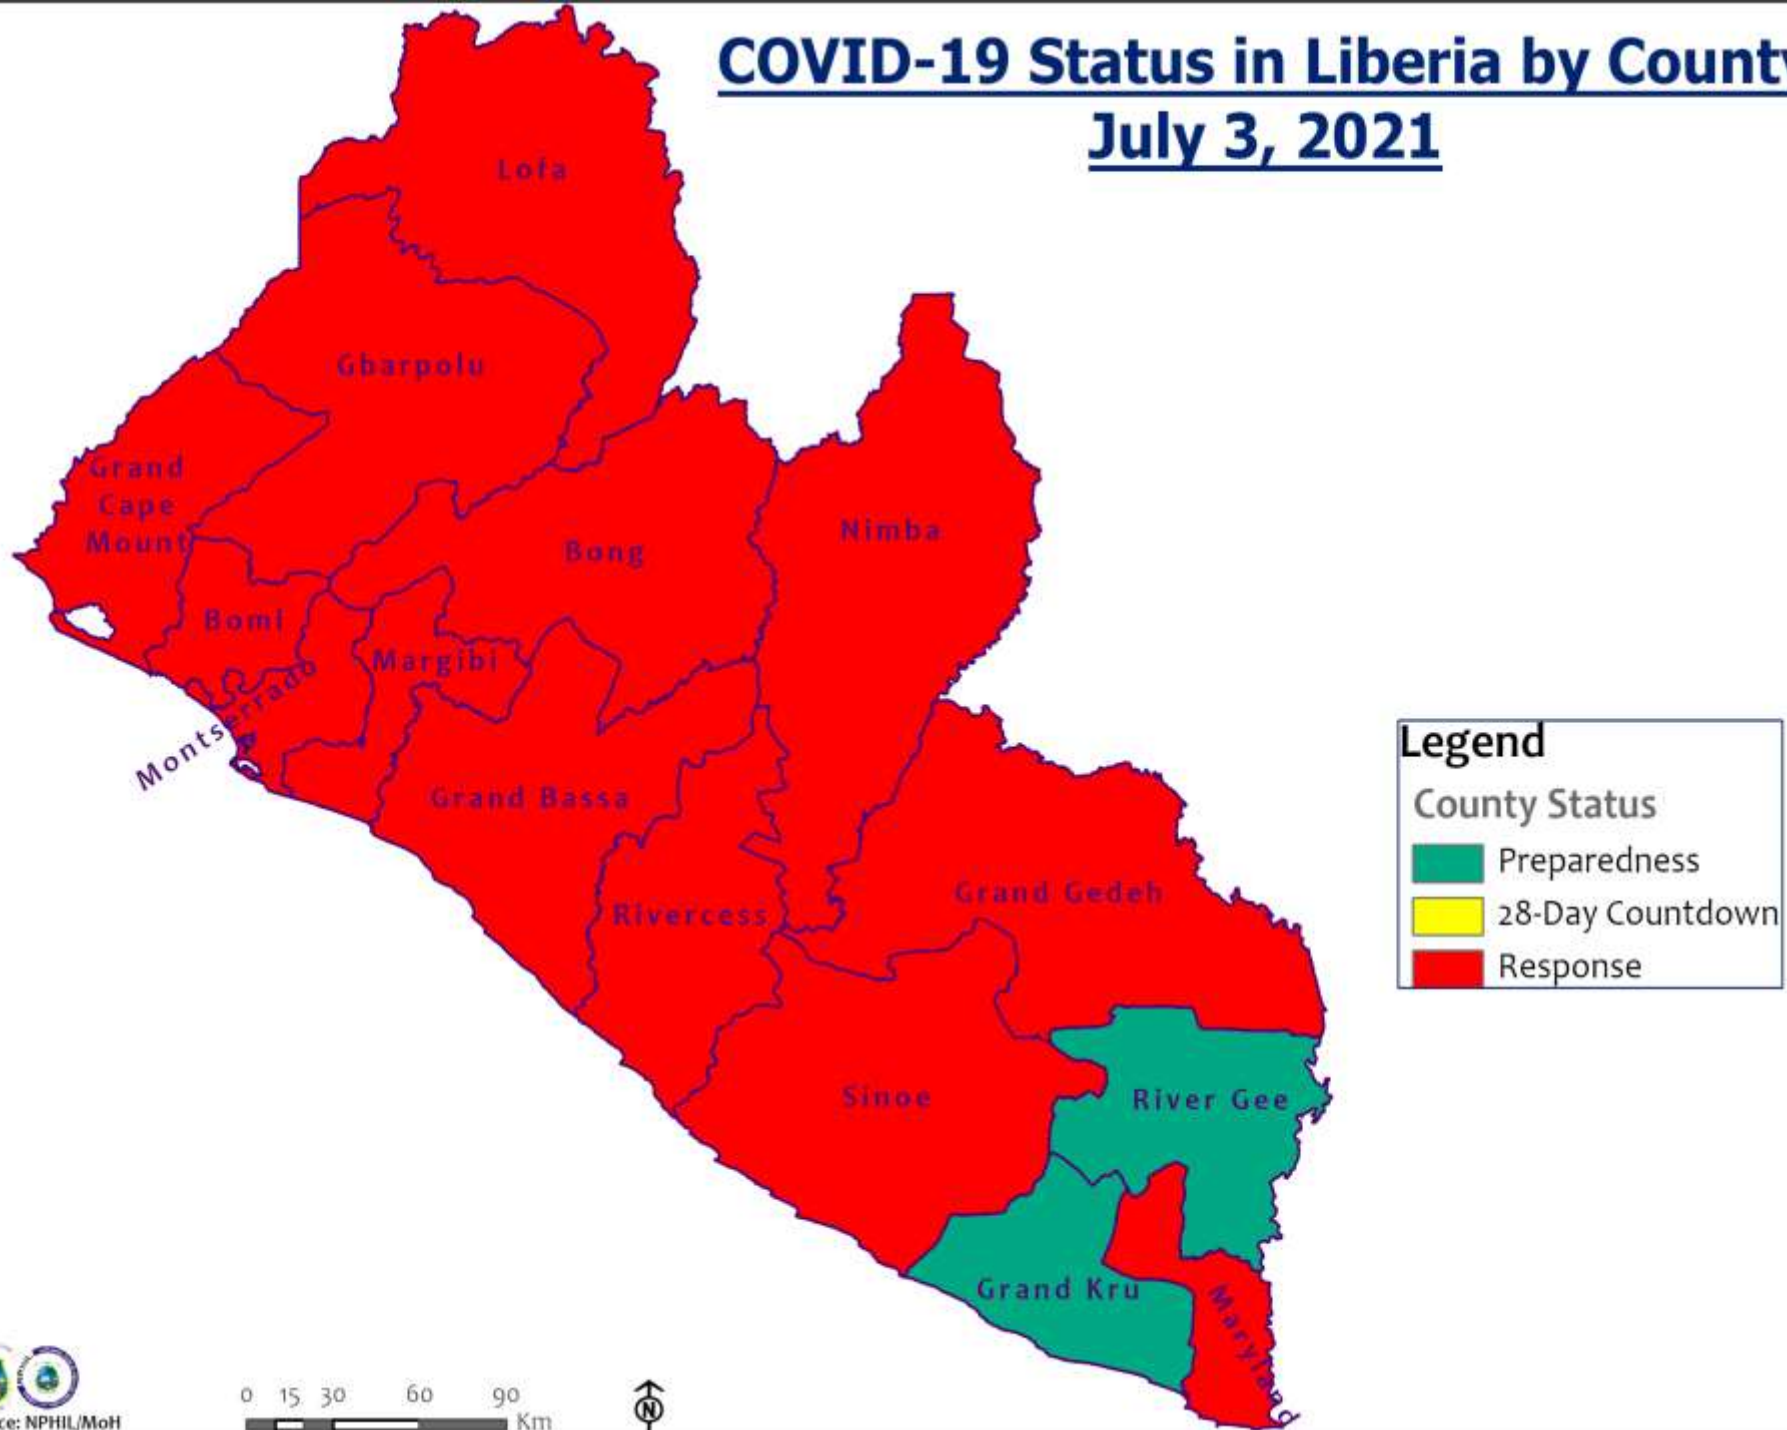 COVID-19 Status in Liberia by County
July 3, 2021
Lofa
Gbarpolu
Grand
Cape
Mount
Bong
Nimba
Bomi
Margibi
Montserrado
Grand Bassa
Rivercess
Grand Gedeh
Sinoe
River Gee
Grand Kru
Maryland
Legend
County Status
Preparedness
28-Day Countdown
Response
0 15 30 60 90
Km
N
ce: NPHIL/MoH